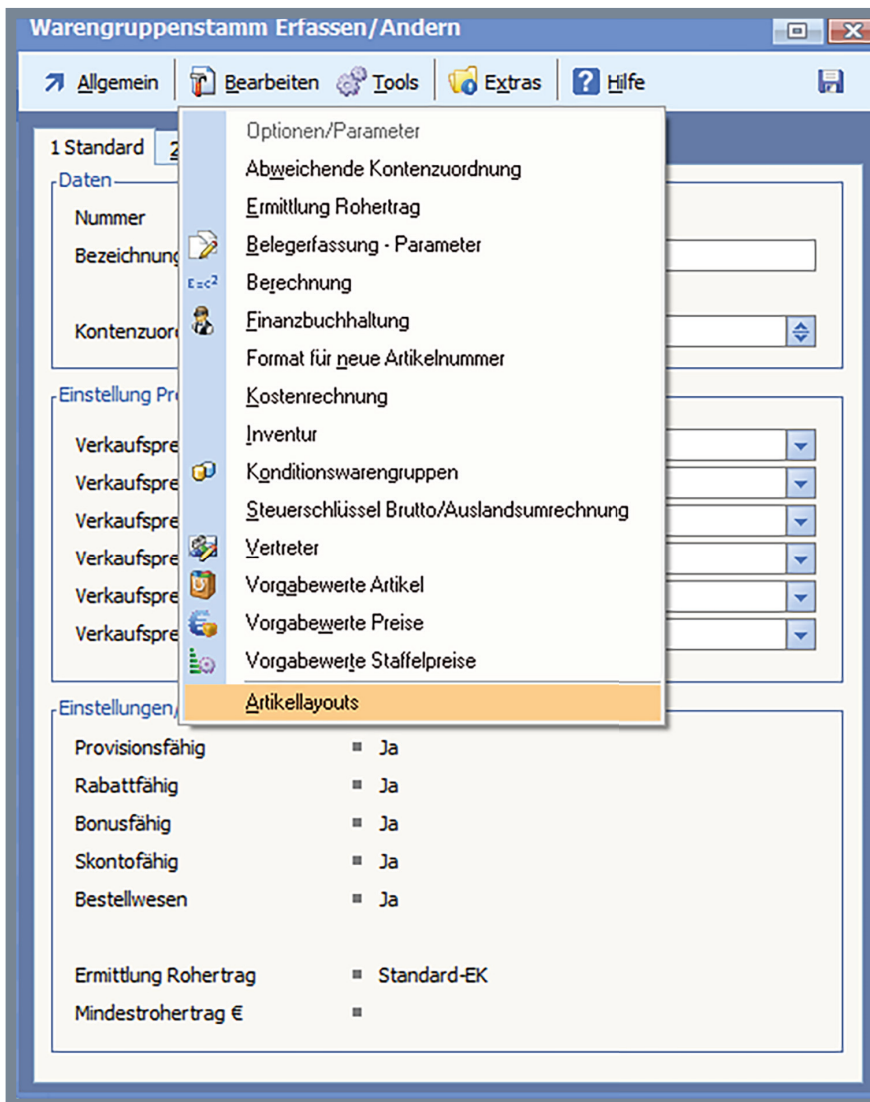 Warengruppenstamm Erfassen/Ändern
Allgemein Bearbeiten Tools Extras Hilfe
1 Standard 2
Optionen/Parameter
Abweichende Kontenzuordnung
Ermittlung Rohertrag
Belegerfassung - Parameter
E=c² Berechnung
Finanzbuchhaltung
Format für neue Artikelnummer
Kostenrechnung
Inventur
Konditionswarengruppen
Steuerschlüssel Brutto/Auslandsumrechnung
Vertreter
Vorgabewerte Artikel
Vorgabewerte Preise
Vorgabewerte Staffelpreise
Artikellayouts
Daten
Nummer
Bezeichnung
Kontenzuor
Einstellung Pr
Verkaufspre
Verkaufspre
Verkaufspre
Verkaufspre
Verkaufspre
Verkaufspre
Einstellungen/
Provisionsfähig Ja
Rabattfähig Ja
Bonusfähig Ja
Skontofähig Ja
Bestellwesen Ja
Ermittlung Rohertrag Standard-EK
Mindestrohertrag €